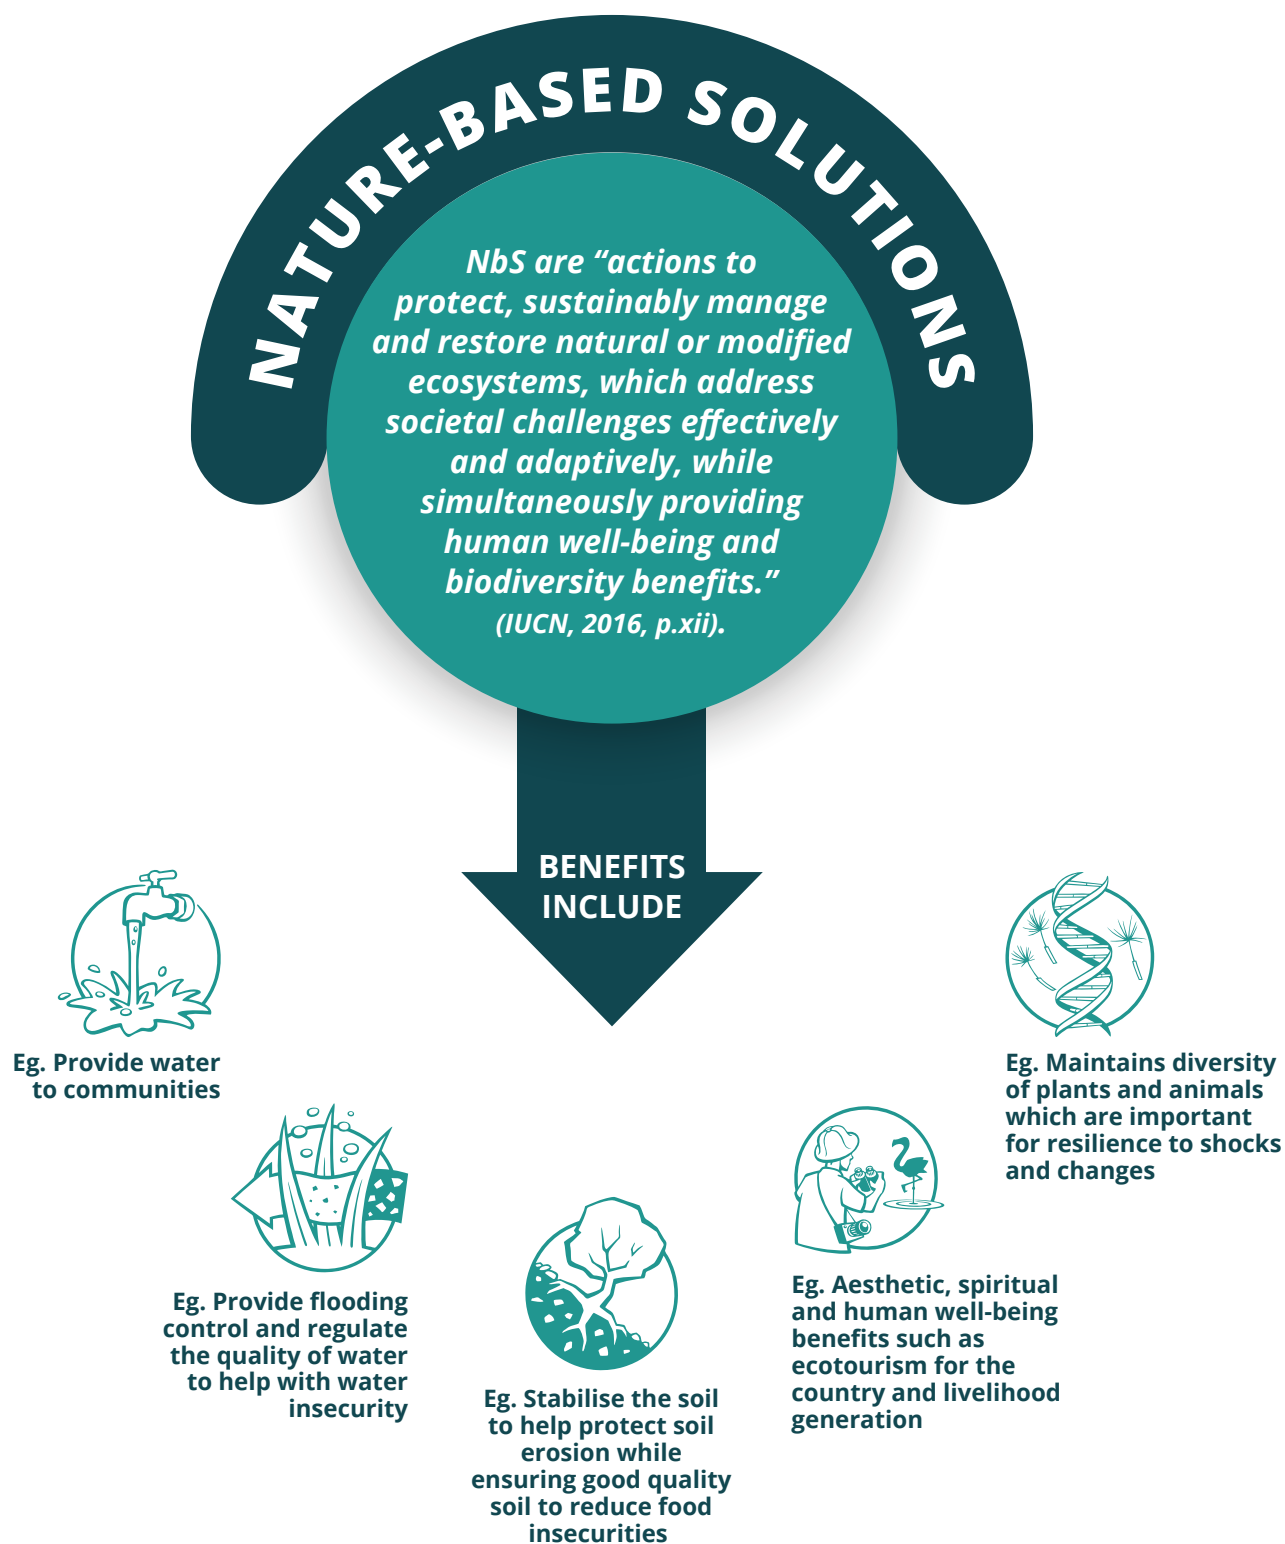 NATURE-BASED SOLUTIONS
NbS are “actions to
protect, sustainably manage
and restore natural or modified
ecosystems, which address
societal challenges effectively
and adaptively, while
simultaneously providing
human well-being and
biodiversity benefits.”
(IUCN, 2016, p.xii).
BENEFITS
INCLUDE
Eg. Provide water
to communities
Eg. Provide flooding
control and regulate
the quality of water
to help with water
insecurity
Eg. Stabilise the soil
to help protect soil
erosion while
ensuring good quality
soil to reduce food
insecurities
Eg. Aesthetic, spiritual
and human well-being
benefits such as
ecotourism for the
country and livelihood
generation
Eg. Maintains diversity
of plants and animals
which are important
for resilience to shocks
and changes